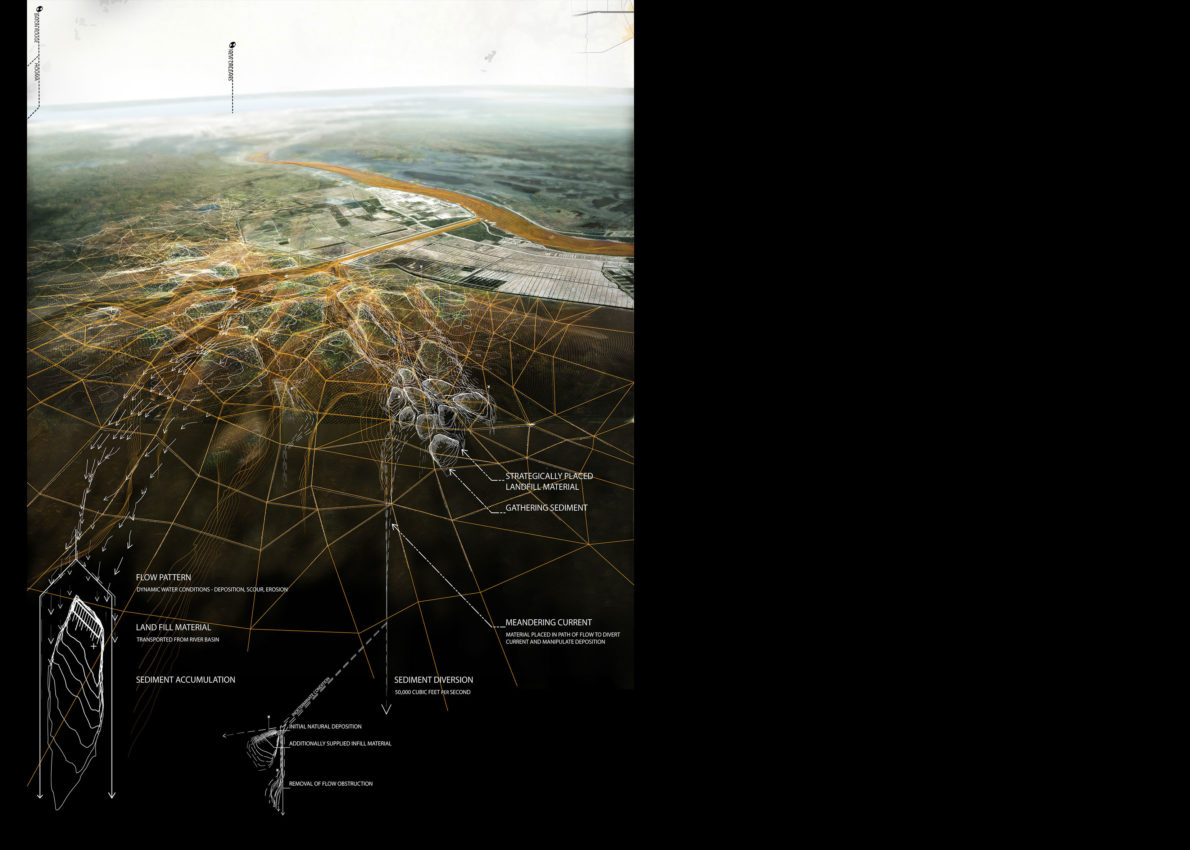 STRATEGICALLY PLACED
LANDFILL MATERIAL
GATHERING SEDIMENT
FLOW PATTERN
DYNAMIC WATER CONDITIONS - DEPOSITION, SCOUR, EROSION
LAND FILL MATERIAL
TRANSPORTED FROM RIVER BASIN
MEANDERING CURRENT
MATERIAL PLACED IN PATH OF FLOW TO DIVERT
CURRENT AND MANIPULATE DEPOSITION
SEDIMENT ACCUMULATION
SEDIMENT DIVERSION
50,000 CUBIC FEET PER SECOND
INITIAL NATURAL DEPOSITION
ADDITIONALLY SUPPLIED INFILL MATERIAL
REMOVAL OF FLOW OBSTRUCTION